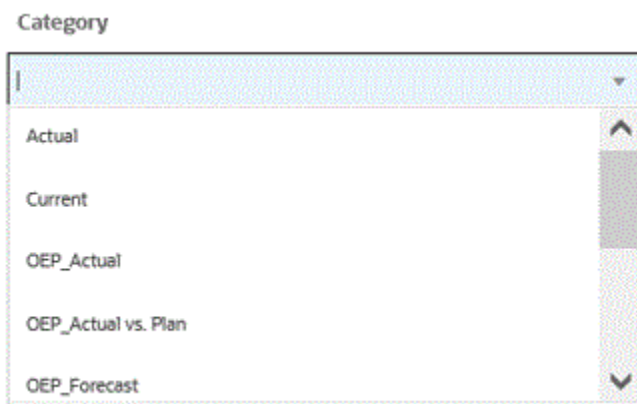 Category
Actual
Current
OEP_Actual
OEP_Actual vs. Plan
OEP_Forecast